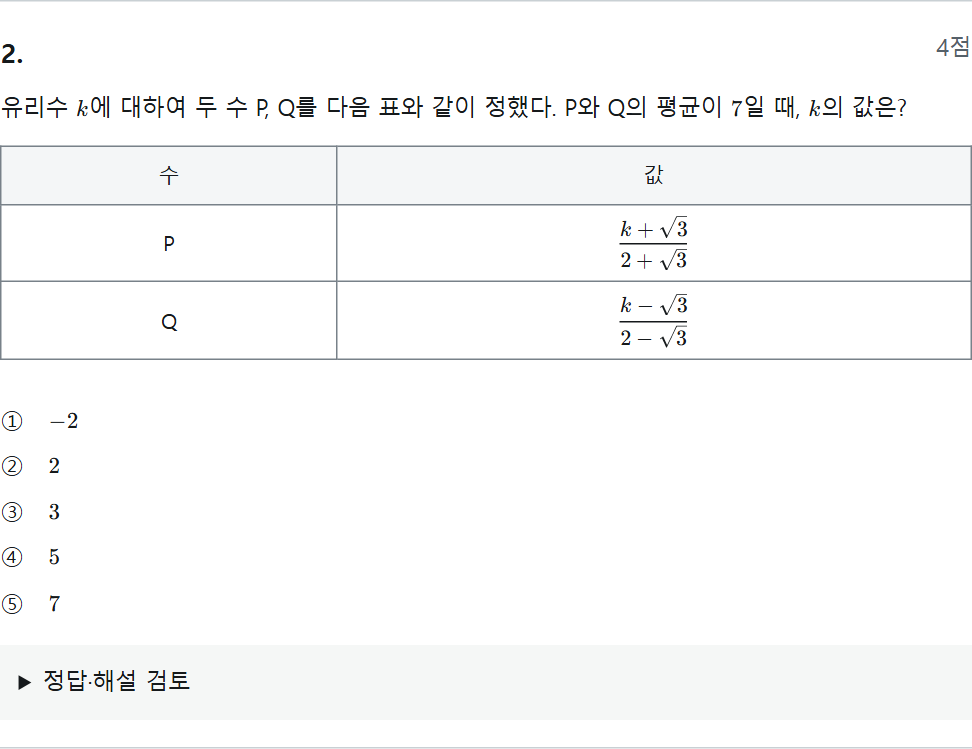 4점
2.
유리수 k에 대하여 두 수 P, Q를 다음 표와 같이 정했다. P와 Q의 평균이 7일 때, k의 값은?
수 값
P (k + √3)/(2 + √3)
Q (k − √3)/(2 − √3)
① −2
② 2
③ 3
④ 5
⑤ 7
▶ 정답·해설 검토